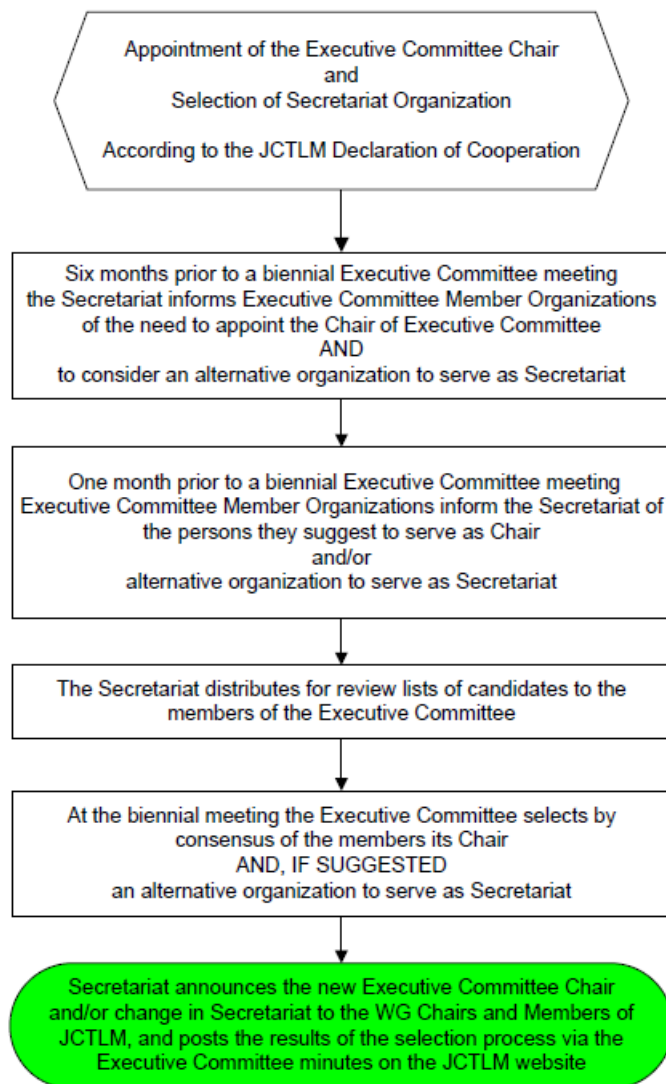 Appointment of the Executive Committee Chair
and
Selection of Secretariat Organization
According to the JCTLM Declaration of Cooperation
Six months prior to a biennial Executive Committee meeting
the Secretariat informs Executive Committee Member Organizations
of the need to appoint the Chair of Executive Committee
AND
to consider an alternative organization to serve as Secretariat
One month prior to a biennial Executive Committee meeting
Executive Committee Member Organizations inform the Secretariat of
the persons they suggest to serve as Chair
and/or
alternative organization to serve as Secretariat
The Secretariat distributes for review lists of candidates to the
members of the Executive Committee
At the biennial meeting the Executive Committee selects by
consensus of the members its Chair
AND, IF SUGGESTED
an alternative organization to serve as Secretariat
Secretariat announces the new Executive Committee Chair
and/or change in Secretariat to the WG Chairs and Members of
JCTLM, and posts the results of the selection process via the
Executive Committee minutes on the JCTLM website